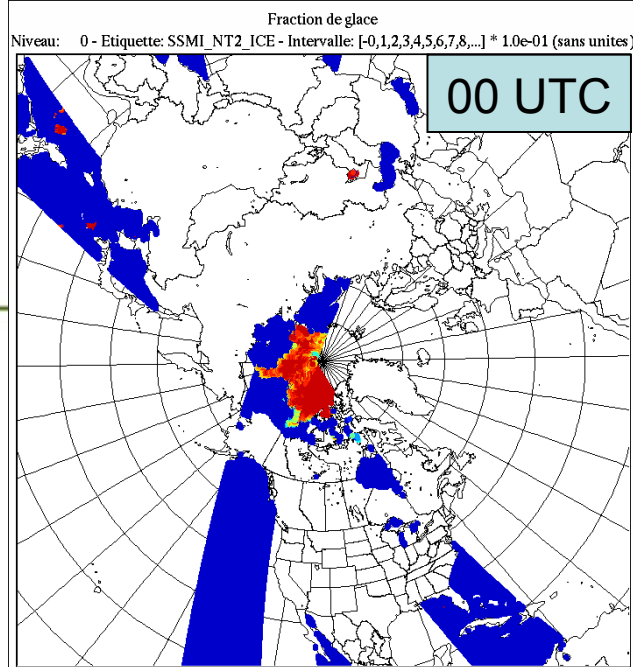 Fraction de glace
Niveau: 0 - Etiquette: SSMI_NT2_ICE - Intervalle: [-0,1,2,3,4,5,6,7,8,...] * 1.0e-01 (sans unites)
00 UTC